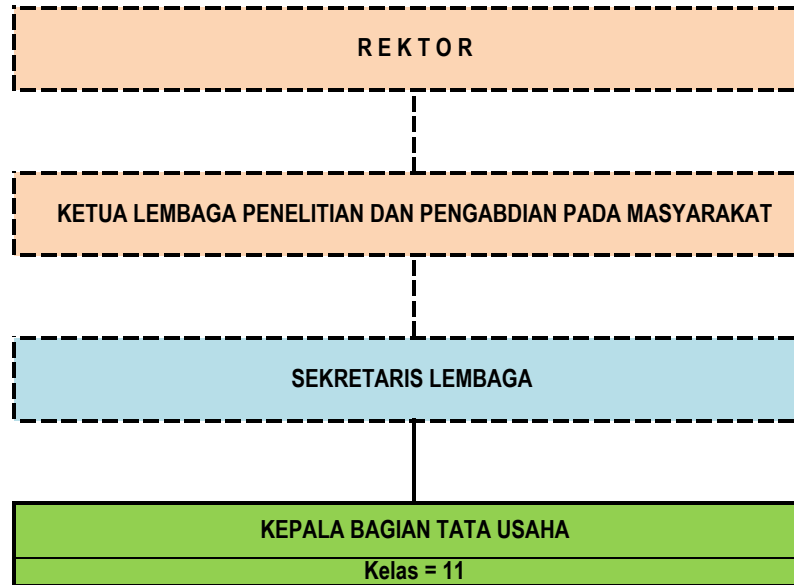 R E K T O R
KETUA LEMBAGA PENELITIAN DAN PENGABDIAN PADA MASYARAKAT
SEKRETARIS LEMBAGA
KEPALA BAGIAN TATA USAHA
Kelas = 11